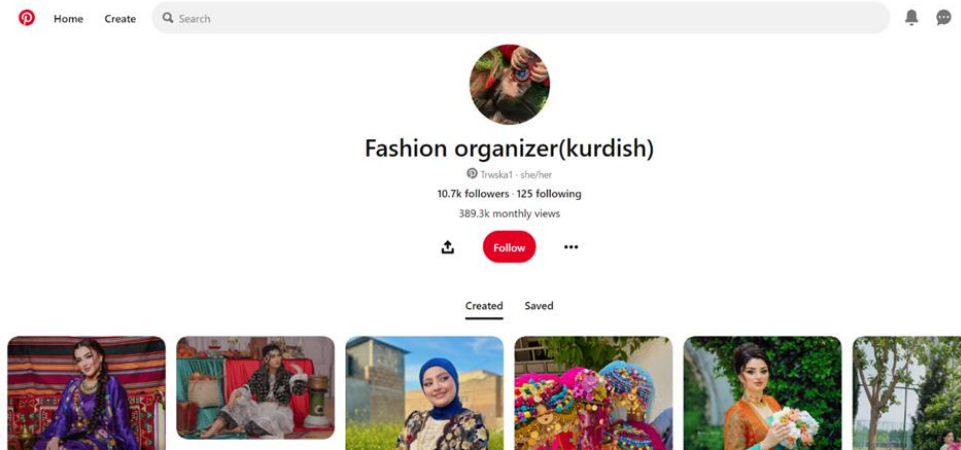 Home Create Search
Fashion organizer(kurdish)
Trwska1 · she/her
10.7k followers · 125 following
389.3k monthly views
Follow
Created Saved